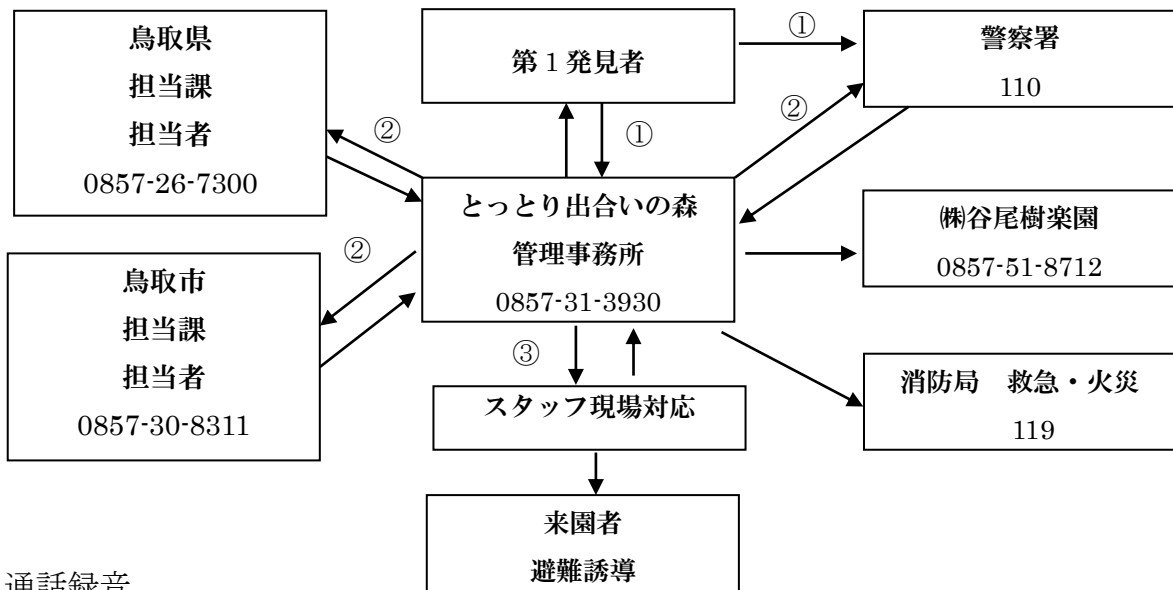 鳥取県
担当課
担当者
0857-26-7300
②
第１発見者
①
①
警察署
110
②
とっとり出合いの森
管理事務所
0857-31-3930
㈱谷尾樹楽園
0857-51-8712
鳥取市
担当課
担当者
0857-30-8311
②
③
スタッフ現場対応
消防局　救急・火災
119
来園者
避難誘導
通話録音